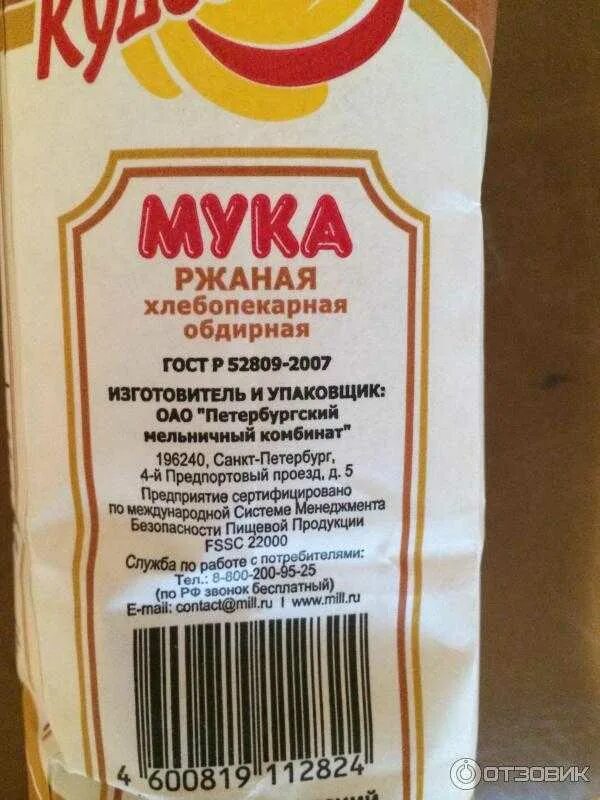 МУКА
РЖАНАЯ
хлебопекарная
обдирная
ГОСТ Р 52809-2007
ИЗГОТОВИТЕЛЬ И УПАКОВЩИК:
ОАО "Петербургский
мельничный комбинат"
196240, Санкт-Петербург,
4-й Предпортовый проезд, д. 5
Предприятие сертифицировано
по международной Системе Менеджмента
Безопасности Пищевой Продукции
FSSC 22000
Служба по работе с потребителями:
Тел.: 8-800-200-95-25
(по РФ звонок бесплатный)
E-mail: contact@mill.ru I www.mill.ru
4 600819 112824
ОТЗОВИК